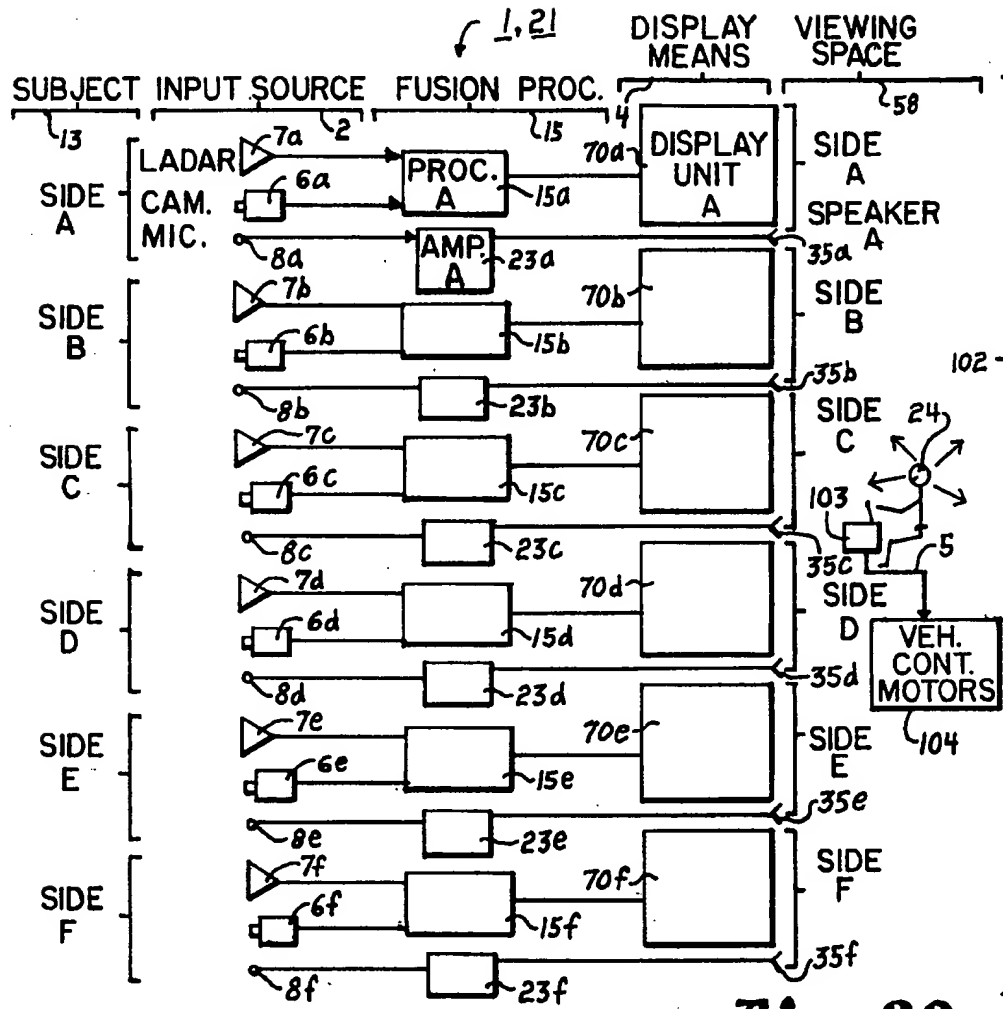 1, 21
DISPLAY MEANS
VIEWING SPACE
SUBJECT
INPUT SOURCE
FUSION PROC.
13
2
15
4
58
SIDE A
LADAR
7a
CAM.
6a
MIC.
8a
PROC. A
15a
AMP. A
23a
70a
DISPLAY UNIT A
SIDE A
SPEAKER A
35a
SIDE B
7b
6b
8b
15b
23b
70b
SIDE B
35b
102
SIDE C
7c
6c
8c
15c
23c
70c
SIDE C
35c
24
103
5
SIDE D
7d
6d
8d
15d
23d
70d
SIDE D
35d
VEH. CONT. MOTORS
104
SIDE E
7e
6e
8e
15e
23e
70e
SIDE E
35e
SIDE F
7f
6f
8f
15f
23f
70f
SIDE F
35f